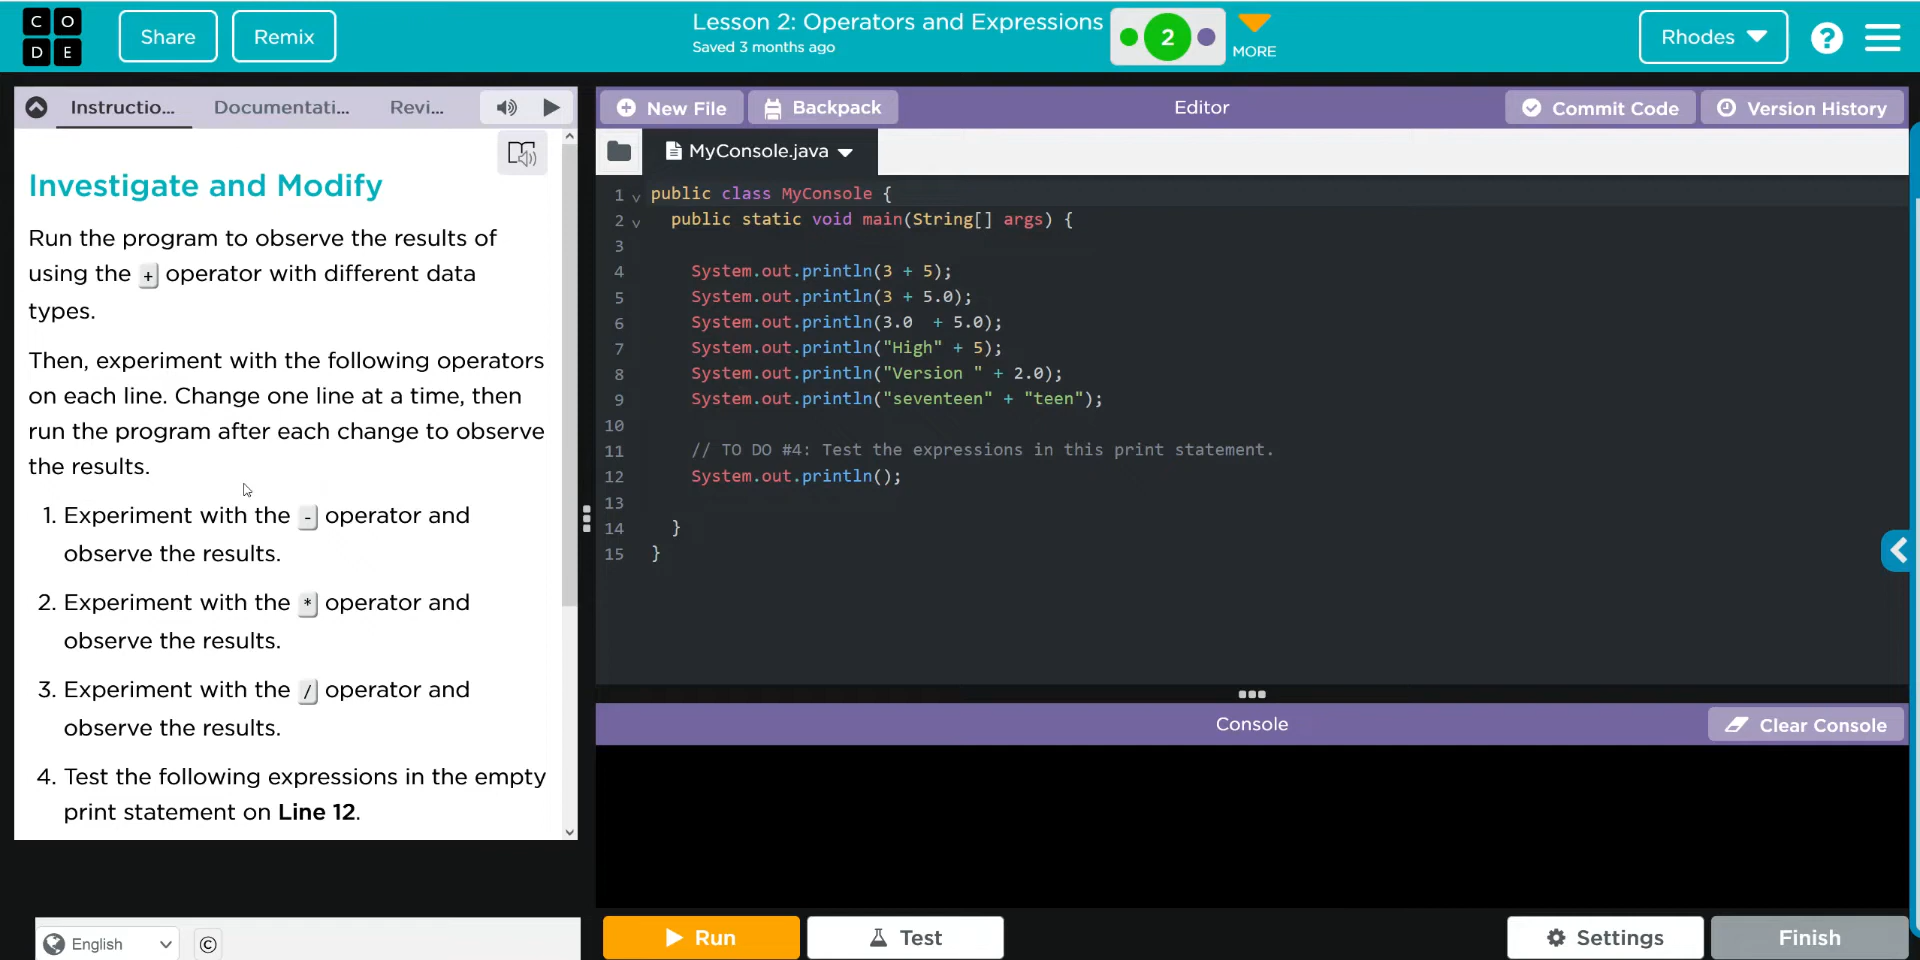 C O
D E
Share
Remix
Lesson 2: Operators and Expressions
Saved 3 months ago
2
MORE
Rhodes
?
Instructio...
Documentati...
Revi...
Investigate and Modify
Run the program to observe the results of
using the + operator with different data
types.
Then, experiment with the following operators
on each line. Change one line at a time, then
run the program after each change to observe
the results.
1. Experiment with the - operator and
observe the results.
2. Experiment with the * operator and
observe the results.
3. Experiment with the / operator and
observe the results.
4. Test the following expressions in the empty
print statement on Line 12.
English
©
New File
Backpack
Editor
Commit Code
Version History
MyConsole.java
1 public class MyConsole {
2 public static void main(String[] args) {
3
4 System.out.println(3 + 5);
5 System.out.println(3 + 5.0);
6 System.out.println(3.0  + 5.0);
7 System.out.println("High" + 5);
8 System.out.println("Version " + 2.0);
9 System.out.println("seventeen" + "teen");
10
11 // TO DO #4: Test the expressions in this print statement.
12 System.out.println();
13
14 }
15 }
Console
Clear Console
Run
Test
Settings
Finish